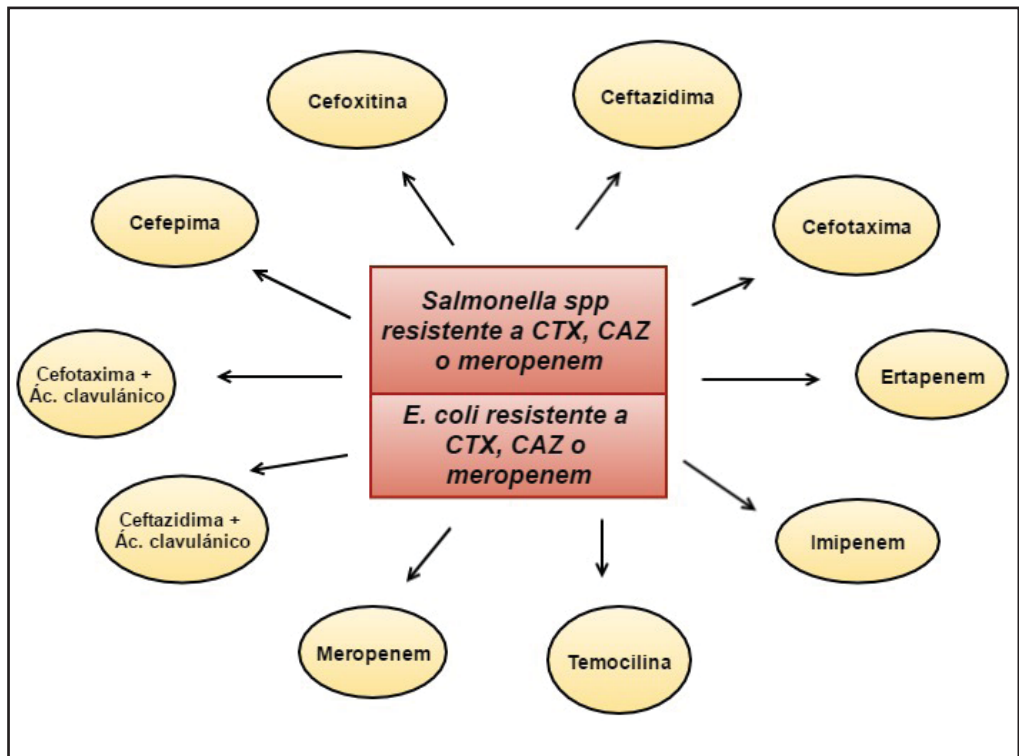 Cefoxitina
Ceftazidima
Cefepima
Cefotaxima
Salmonella spp
resistente a CTX, CAZ
o meropenem
Cefotaxima +
Ác. clavulánico
Ertapenem
E. coli resistente a
CTX, CAZ o
meropenem
Ceftazidima +
Ác. clavulánico
Imipenem
Meropenem
Temocilina